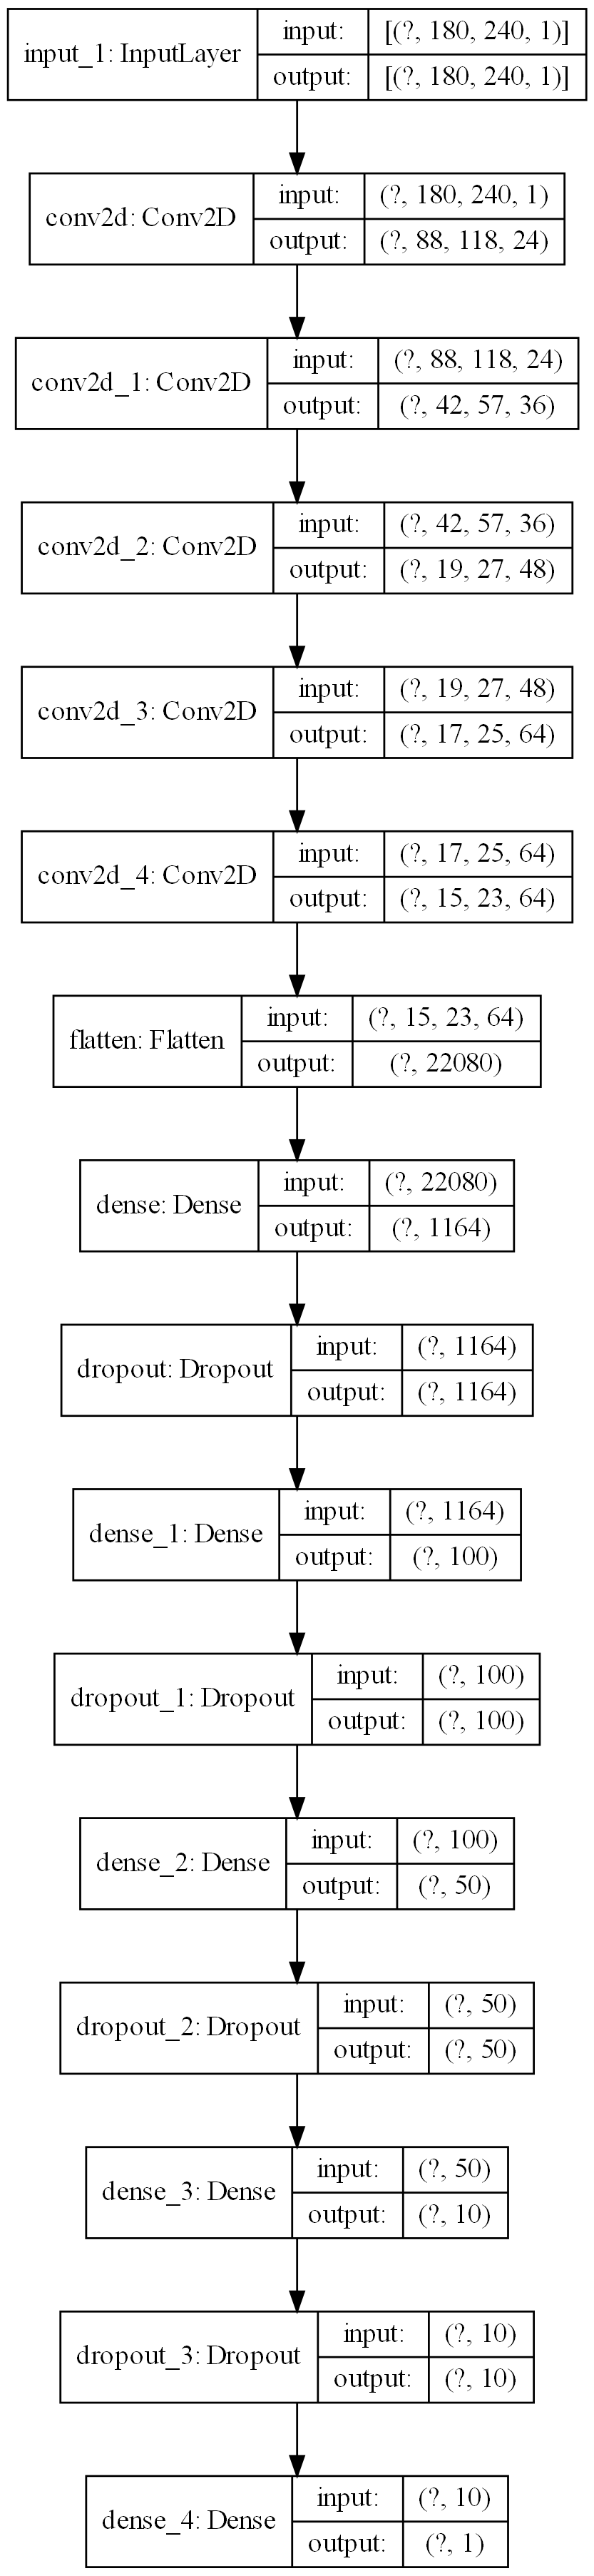 input_1: InputLayer
input: [(?, 180, 240, 1)]
output: [(?, 180, 240, 1)]
conv2d: Conv2D
input: (?, 180, 240, 1)
output: (?, 88, 118, 24)
conv2d_1: Conv2D
input: (?, 88, 118, 24)
output: (?, 42, 57, 36)
conv2d_2: Conv2D
input: (?, 42, 57, 36)
output: (?, 19, 27, 48)
conv2d_3: Conv2D
input: (?, 19, 27, 48)
output: (?, 17, 25, 64)
conv2d_4: Conv2D
input: (?, 17, 25, 64)
output: (?, 15, 23, 64)
flatten: Flatten
input: (?, 15, 23, 64)
output: (?, 22080)
dense: Dense
input: (?, 22080)
output: (?, 1164)
dropout: Dropout
input: (?, 1164)
output: (?, 1164)
dense_1: Dense
input: (?, 1164)
output: (?, 100)
dropout_1: Dropout
input: (?, 100)
output: (?, 100)
dense_2: Dense
input: (?, 100)
output: (?, 50)
dropout_2: Dropout
input: (?, 50)
output: (?, 50)
dense_3: Dense
input: (?, 50)
output: (?, 10)
dropout_3: Dropout
input: (?, 10)
output: (?, 10)
dense_4: Dense
input: (?, 10)
output: (?, 1)